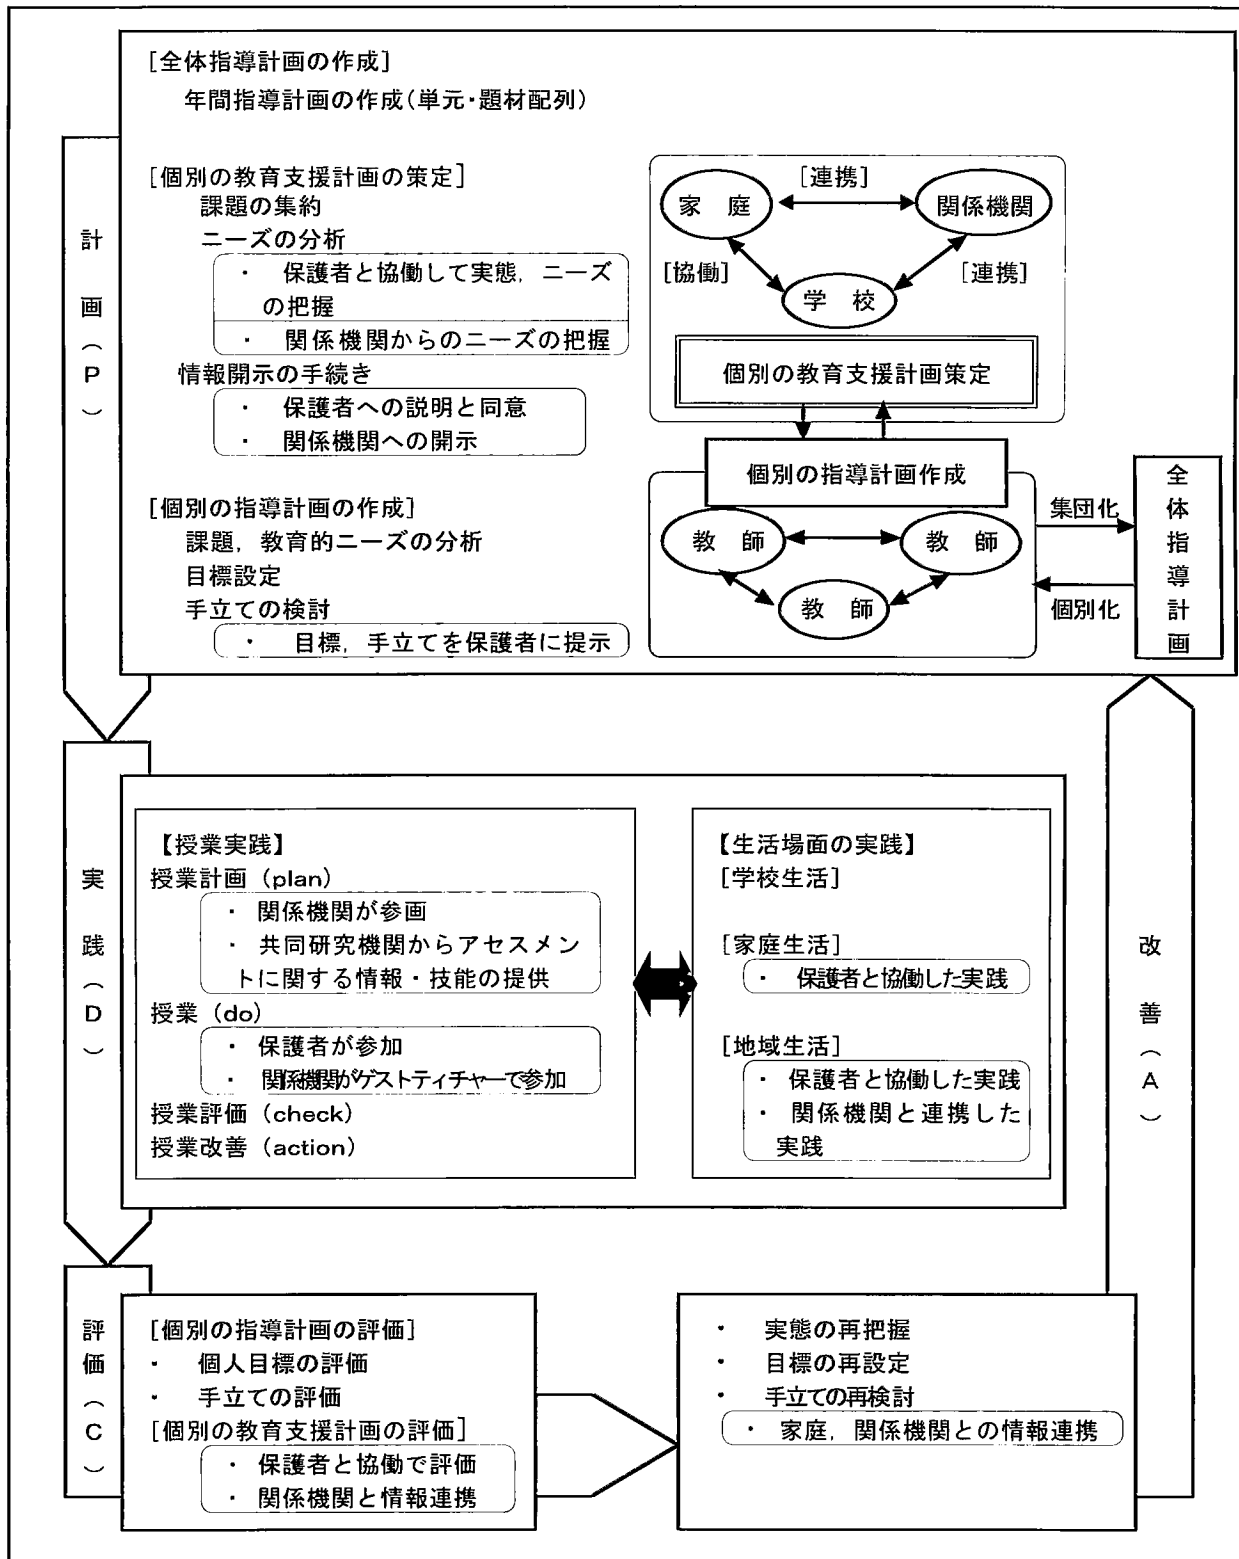 [全体指導計画の作成]
年間指導計画の作成(単元・題材配列)
計画(P)
[個別の教育支援計画の策定]
課題の集約
ニーズの分析
・ 保護者と協働して実態,ニーズ
の把握
・ 関係機関からのニーズの把握
情報開示の手続き
・ 保護者への説明と同意
・ 関係機関への開示
[個別の指導計画の作成]
課題,教育的ニーズの分析
目標設定
手立ての検討
・ 目標,手立てを保護者に提示
[連携]
家 庭
関係機関
[協働]
[連携]
学 校
個別の教育支援計画策定
個別の指導計画作成
教 師
教 師
教 師
集団化
個別化
全体指導計画
実践(D)
【授業実践】
授業計画(plan)
・ 関係機関が参画
・ 共同研究機関からアセスメン
トに関する情報・技能の提供
授業(do)
・ 保護者が参加
・ 関係機関がゲストティチャーで参加
授業評価(check)
授業改善(action)
【生活場面の実践】
[学校生活]
[家庭生活]
・ 保護者と協働した実践
[地域生活]
・ 保護者と協働した実践
・ 関係機関と連携した
実践
改善(A)
評価(C)
[個別の指導計画の評価]
・ 個人目標の評価
・ 手立ての評価
[個別の教育支援計画の評価]
・ 保護者と協働で評価
・ 関係機関と情報連携
・ 実態の再把握
・ 目標の再設定
・ 手立ての再検討
・ 家庭,関係機関との情報連携